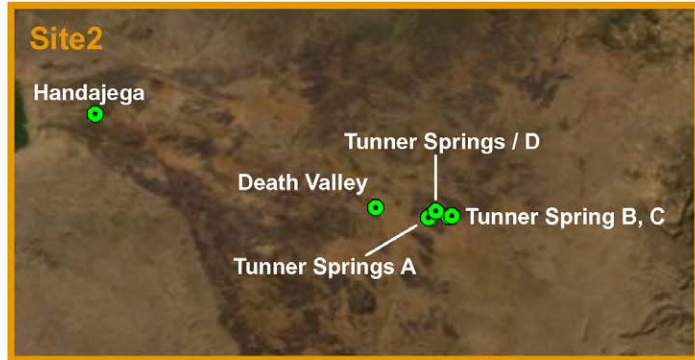 Site2
Handajega
Tunner Springs / D
Death Valley
Tunner Spring B, C
Tunner Springs A